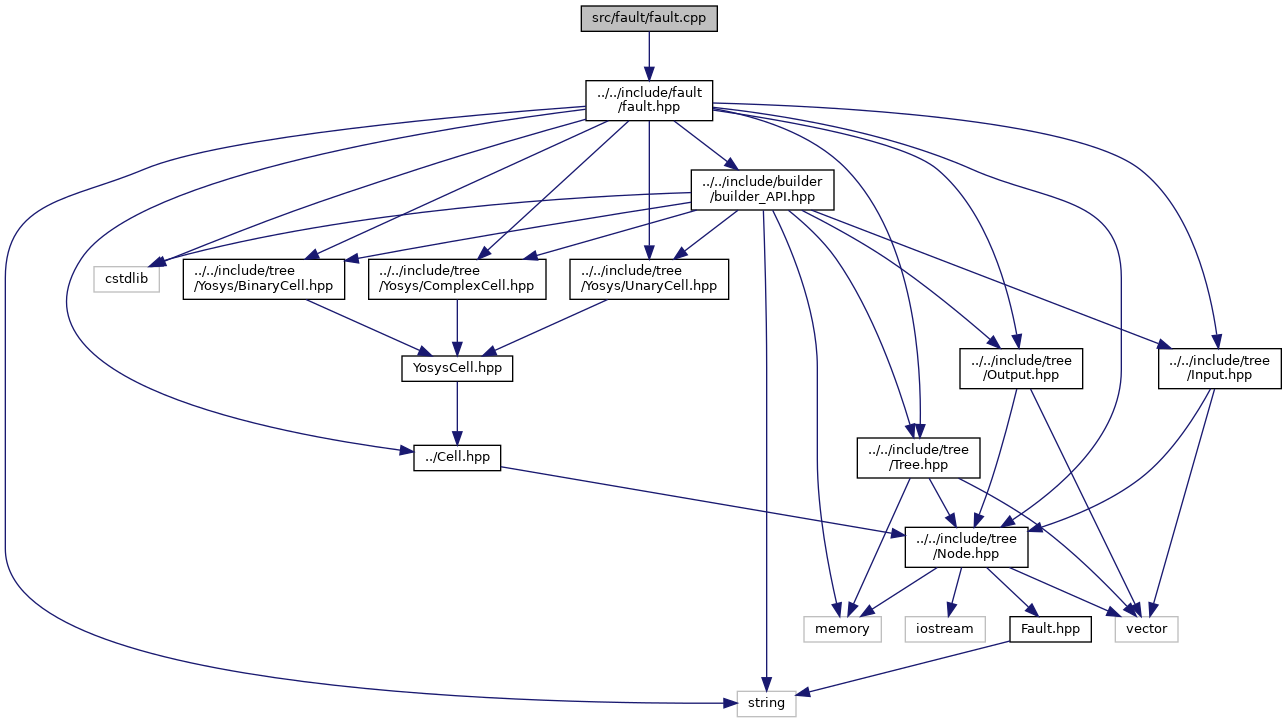 src/fault/fault.cpp
../../include/fault
/fault.hpp
../../include/builder
/builder_API.hpp
cstdlib
../../include/tree
/Yosys/BinaryCell.hpp
../../include/tree
/Yosys/ComplexCell.hpp
../../include/tree
/Yosys/UnaryCell.hpp
YosysCell.hpp
../../include/tree
/Output.hpp
../../include/tree
/Input.hpp
../Cell.hpp
../../include/tree
/Tree.hpp
../../include/tree
/Node.hpp
memory
iostream
Fault.hpp
vector
string